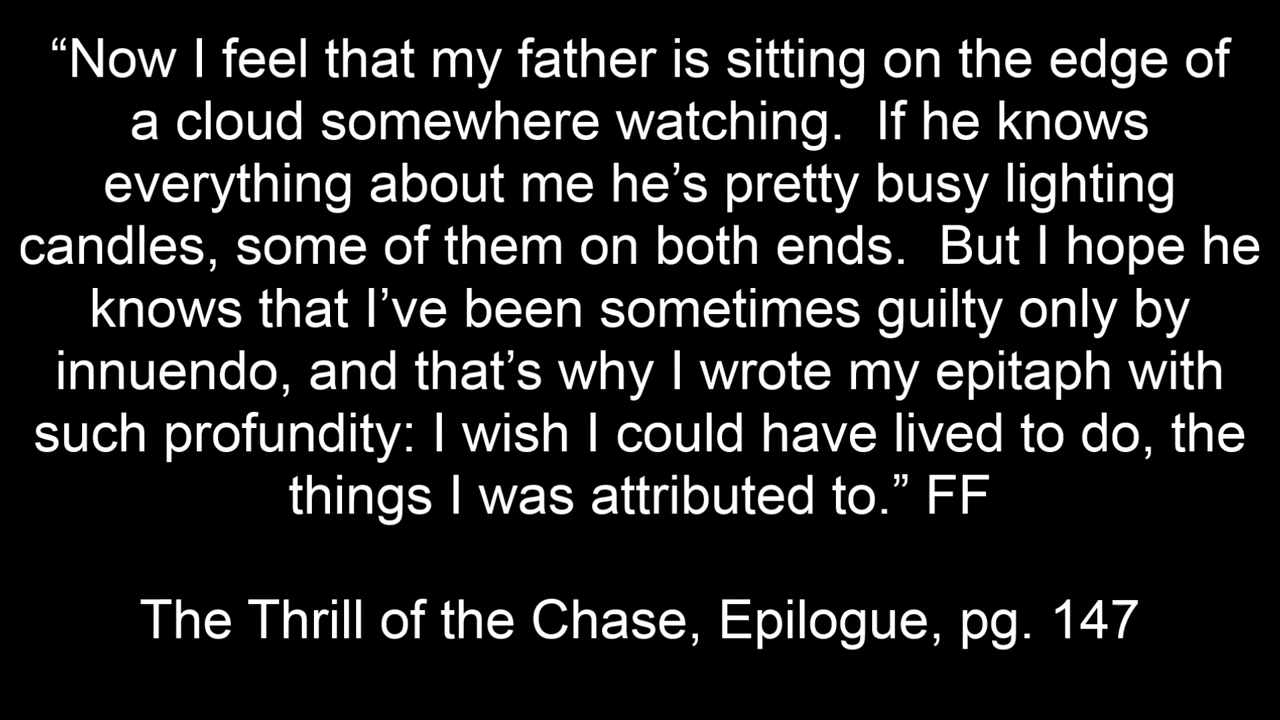 “Now I feel that my father is sitting on the edge of
a cloud somewhere watching.  If he knows
everything about me he’s pretty busy lighting
candles, some of them on both ends.  But I hope he
knows that I’ve been sometimes guilty only by
innuendo, and that’s why I wrote my epitaph with
such profundity: I wish I could have lived to do, the
things I was attributed to.” FF
The Thrill of the Chase, Epilogue, pg. 147